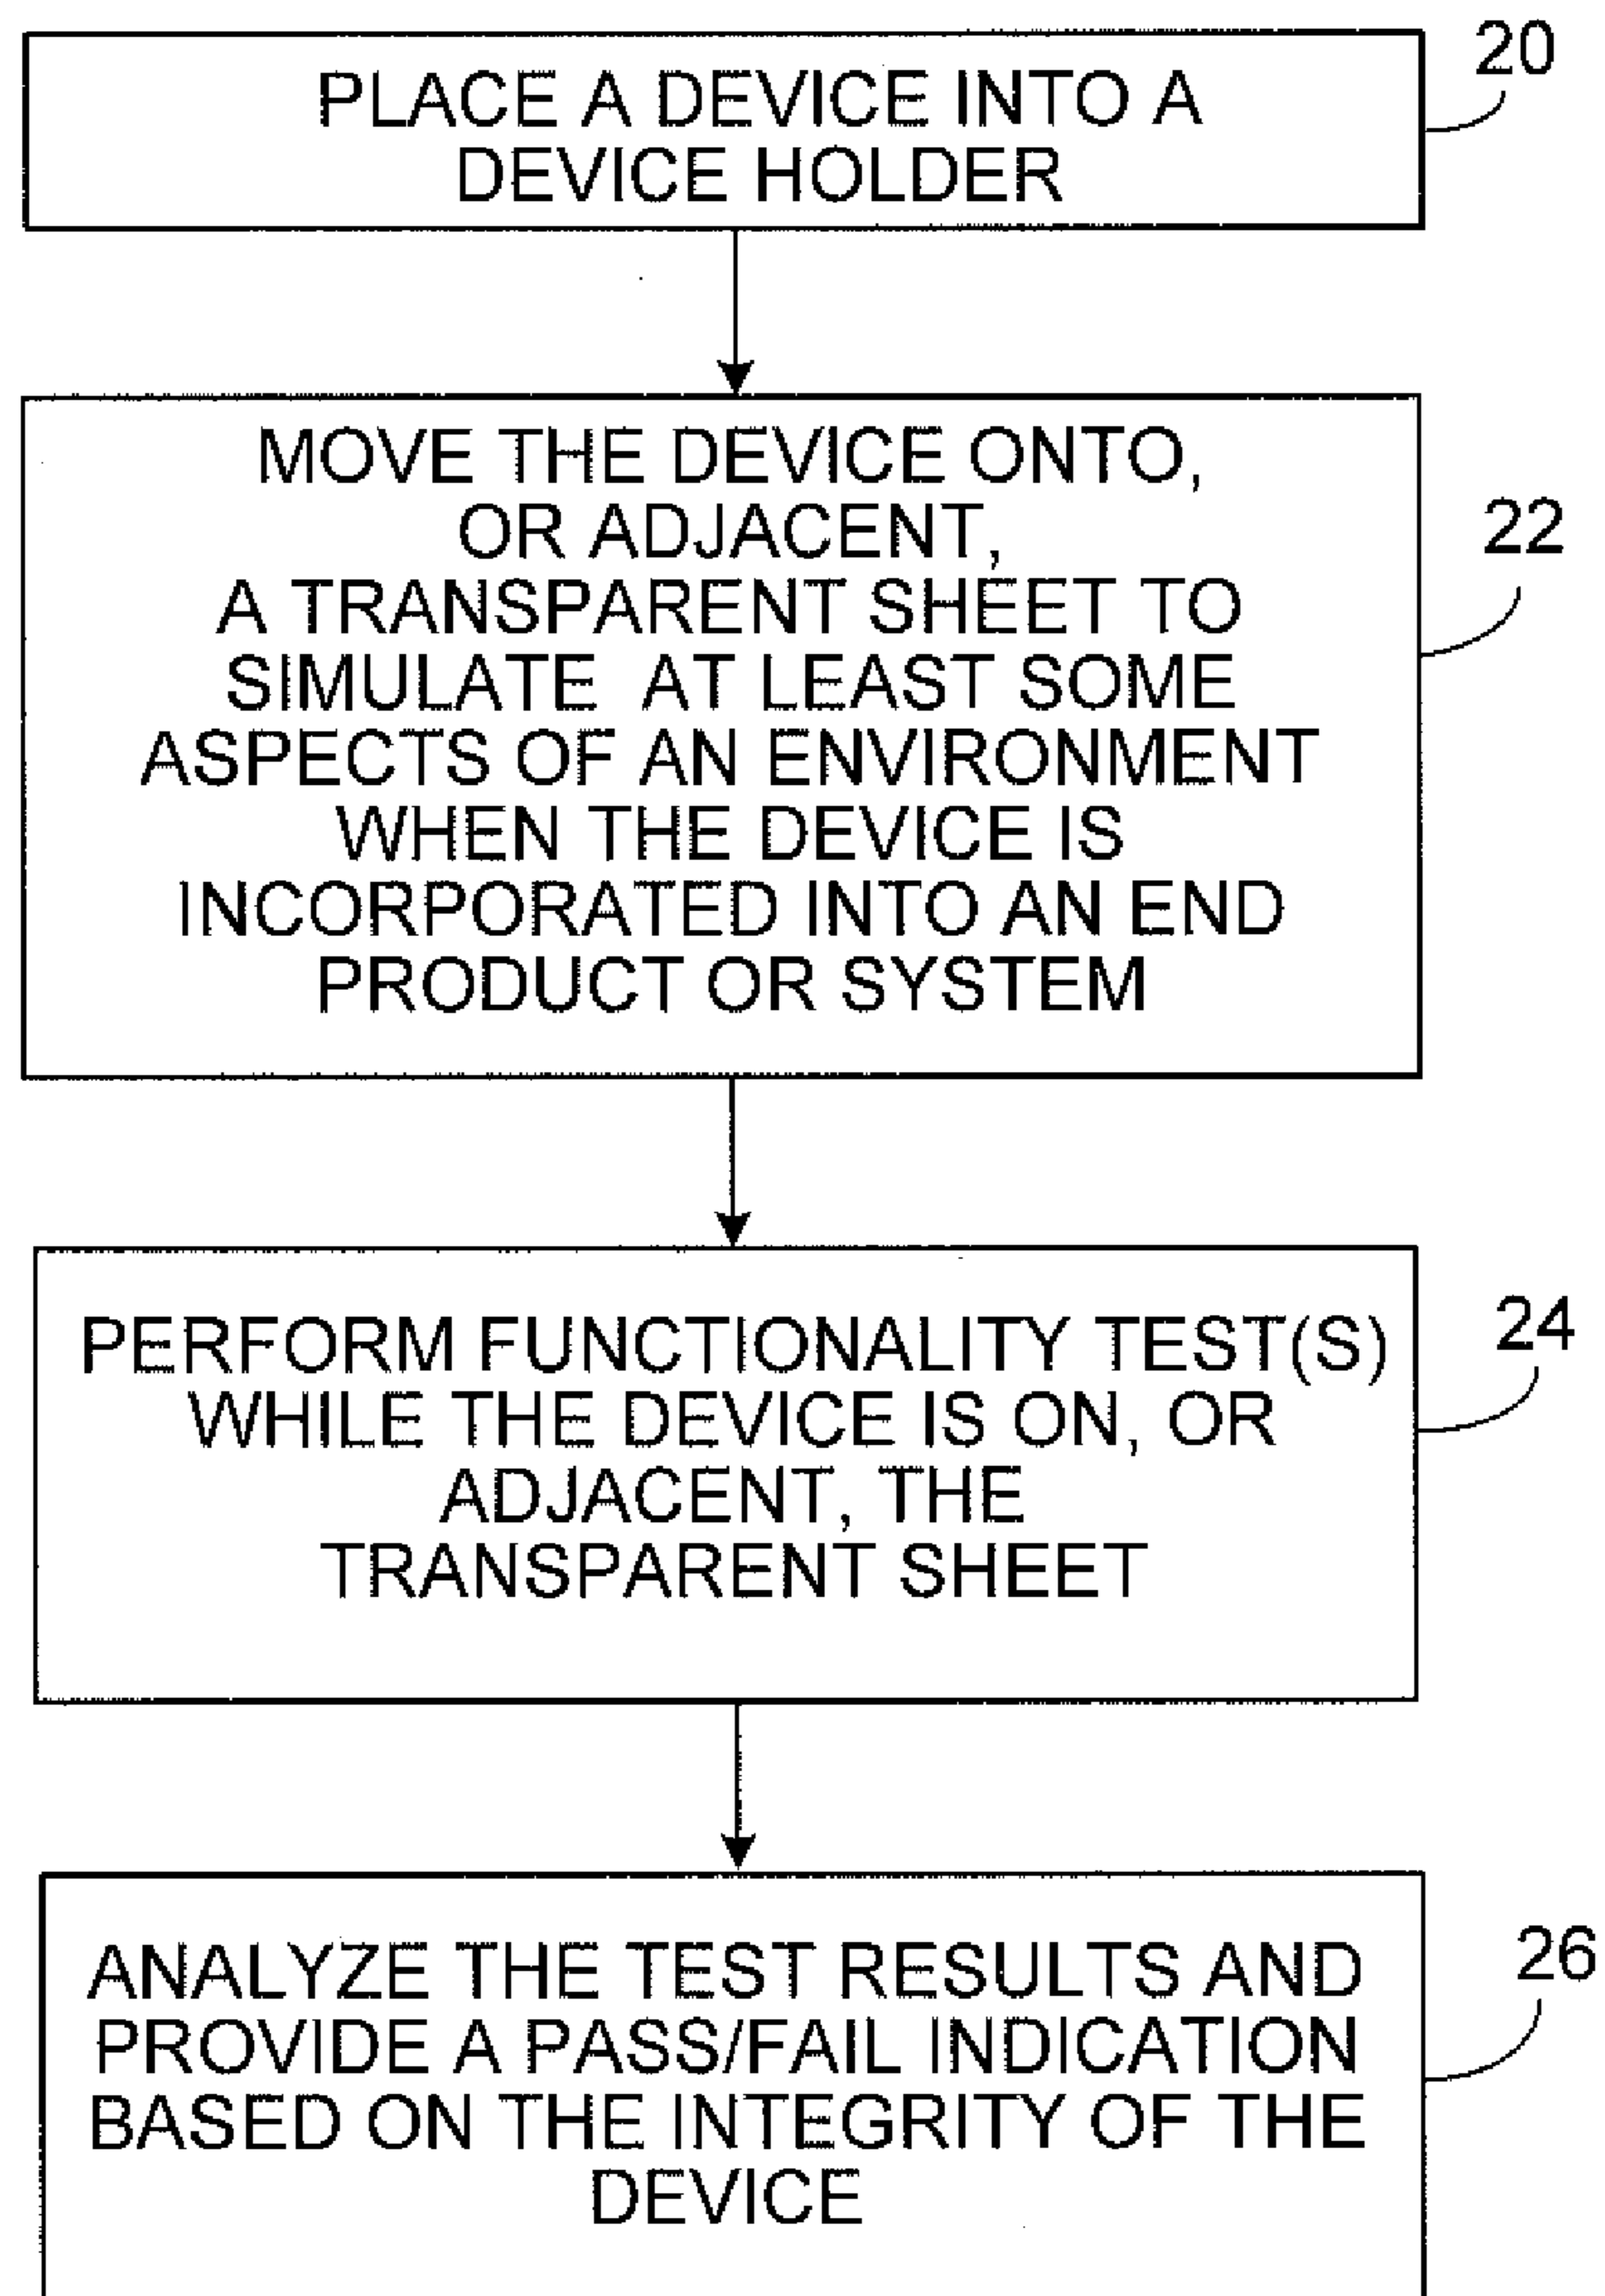 20
PLACE A DEVICE INTO A
DEVICE HOLDER
MOVE THE DEVICE ONTO,
OR ADJACENT,
A TRANSPARENT SHEET TO
SIMULATE AT LEAST SOME
ASPECTS OF AN ENVIRONMENT
WHEN THE DEVICE IS
INCORPORATED INTO AN END
PRODUCT OR SYSTEM
22
PERFORM FUNCTIONALITY TEST(S)
WHILE THE DEVICE IS ON, OR
ADJACENT, THE
TRANSPARENT SHEET
24
ANALYZE THE TEST RESULTS AND
PROVIDE A PASS/FAIL INDICATION
BASED ON THE INTEGRITY OF THE
DEVICE
26